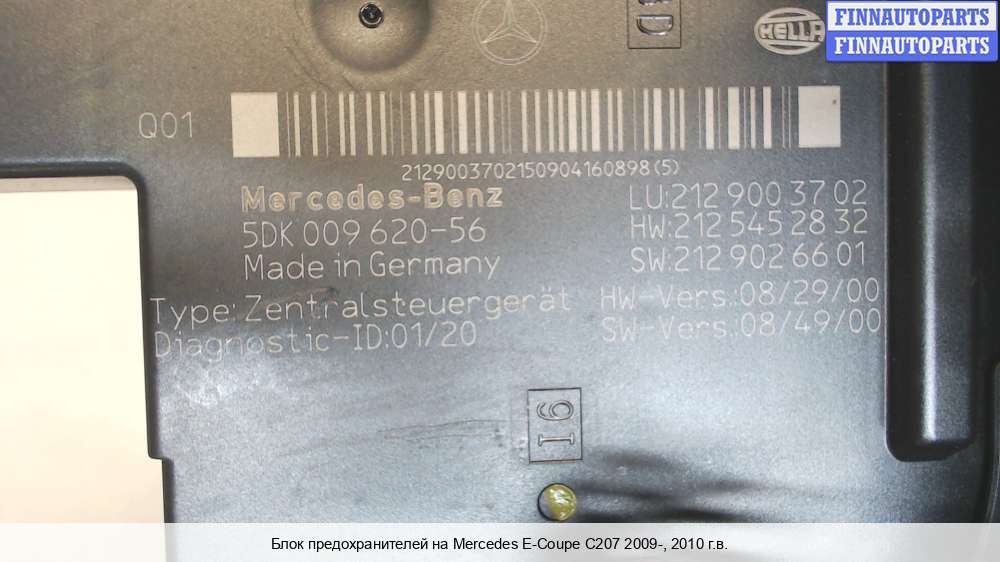 HELLA
FINNAUTOPARTS
FINNAUTOPARTS
Q01
2129003702150904160898(5)
Mercedes-Benz
5DK 009 620-56
Made in Germany
Type: Zentralsteuergerät
Diagnostic-ID:01/20
LU:212 900 37 02
HW:212 545 28 32
SW:212 902 66 01
HW-Vers.:08/29/00
SW-Vers.:08/49/00
Блок предохранителей на Mercedes E-Coupe C207 2009-, 2010 г.в.